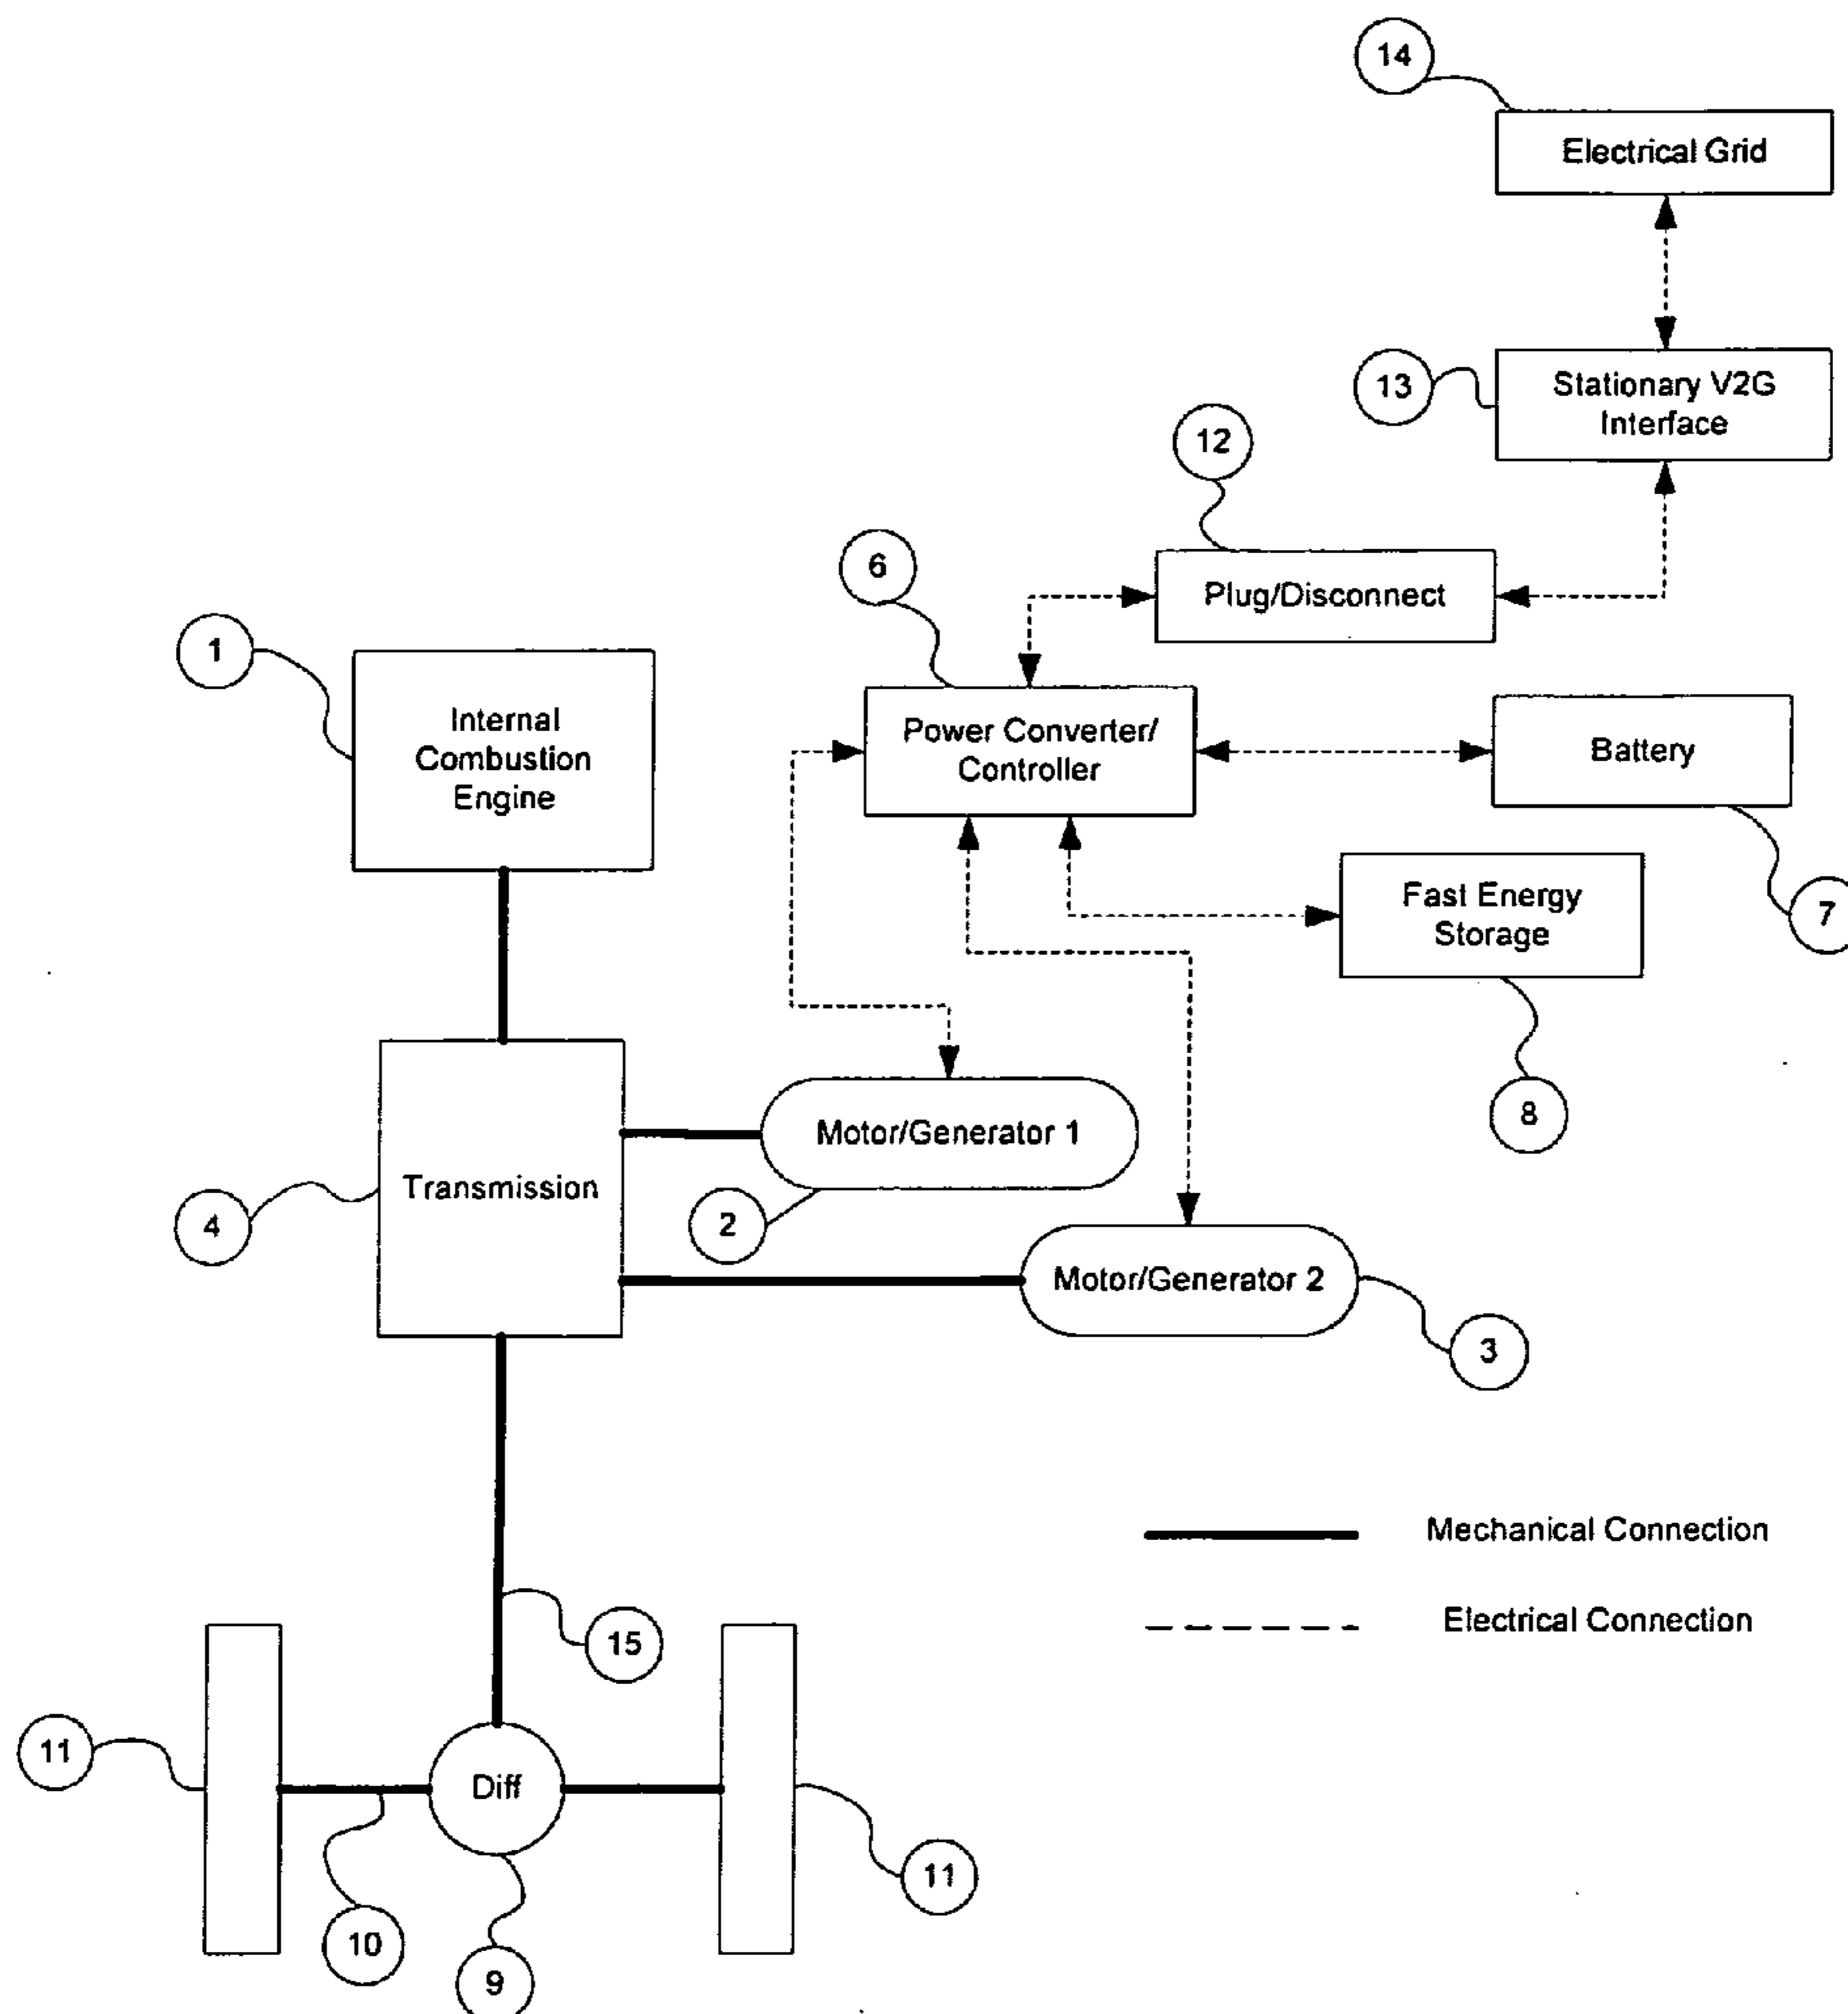 14
Electrical Grid
13
Stationary V2G
Interface
12
Plug/Disconnect
6
1
Internal
Combustion
Engine
Power Converter/
Controller
Battery
7
Fast Energy
Storage
8
Motor/Generator 1
Transmission
4
2
Motor/Generator 2
3
Mechanical Connection
Electrical Connection
15
11
Diff
11
10
9